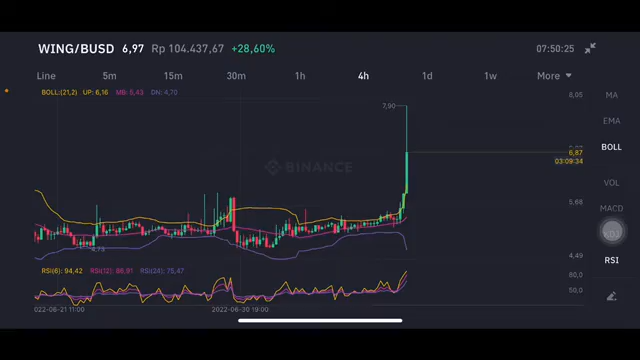 WING/BUSD 6,97 Rp 104.437,67 +28,60% 07:50:25
Line 5m 15m 30m 1h 4h 1d 1w More
BOLL:(21,2) UP: 6,16 MB: 5,43 DN: 4,70
8,05
MA
7,90
EMA
6,87
03:09:34
BOLL
BINANCE
VOL
5,68
MACD
4,73
4,49
RSI(6): 94,42 RSI(12): 86,91 RSI(24): 75,47
RSI
80,0
50,0
022-06-21 11:00 2022-06-30 19:00